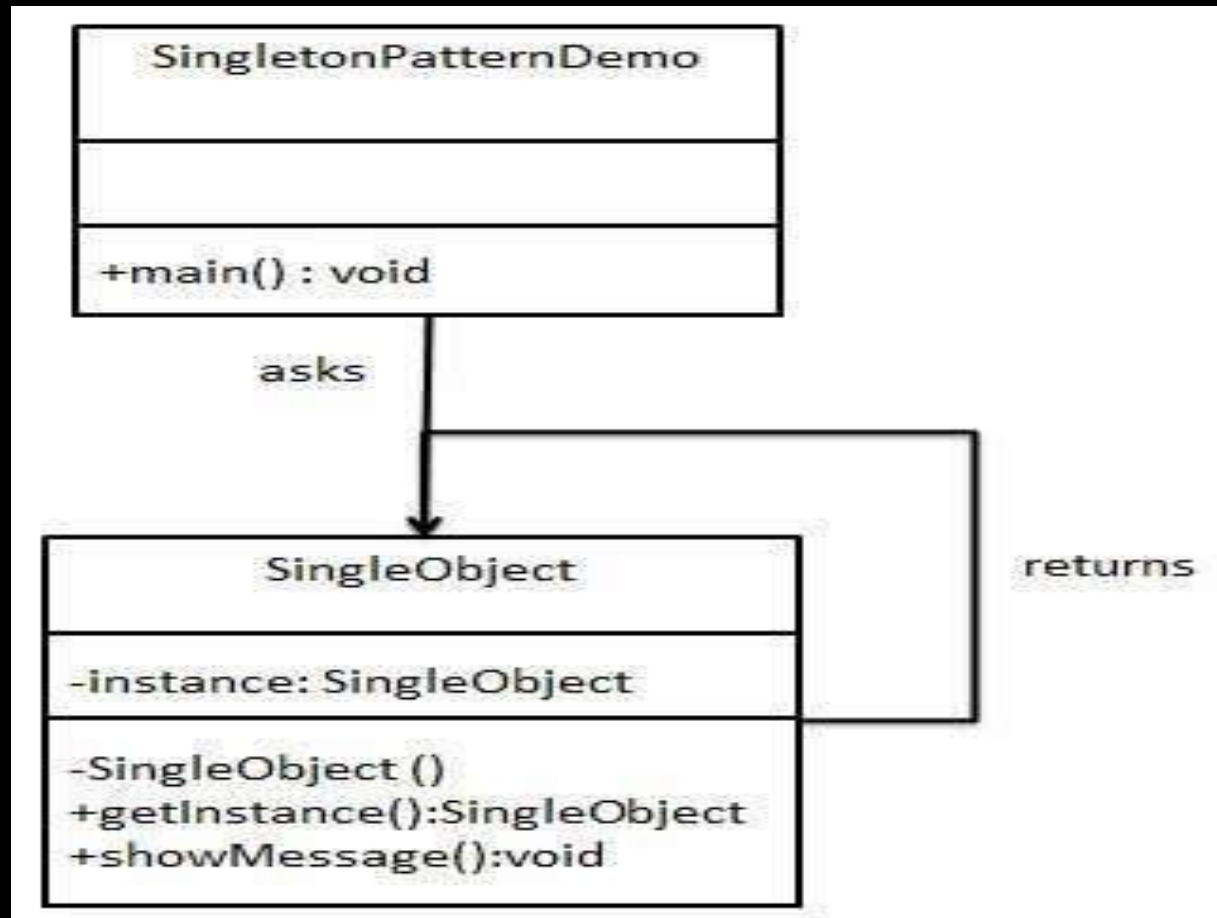 SingletonPatternDemo
+main() : void
asks
SingleObject
returns
-instance: SingleObject
-SingleObject ()
+getInstance():SingleObject
+showMessage():void